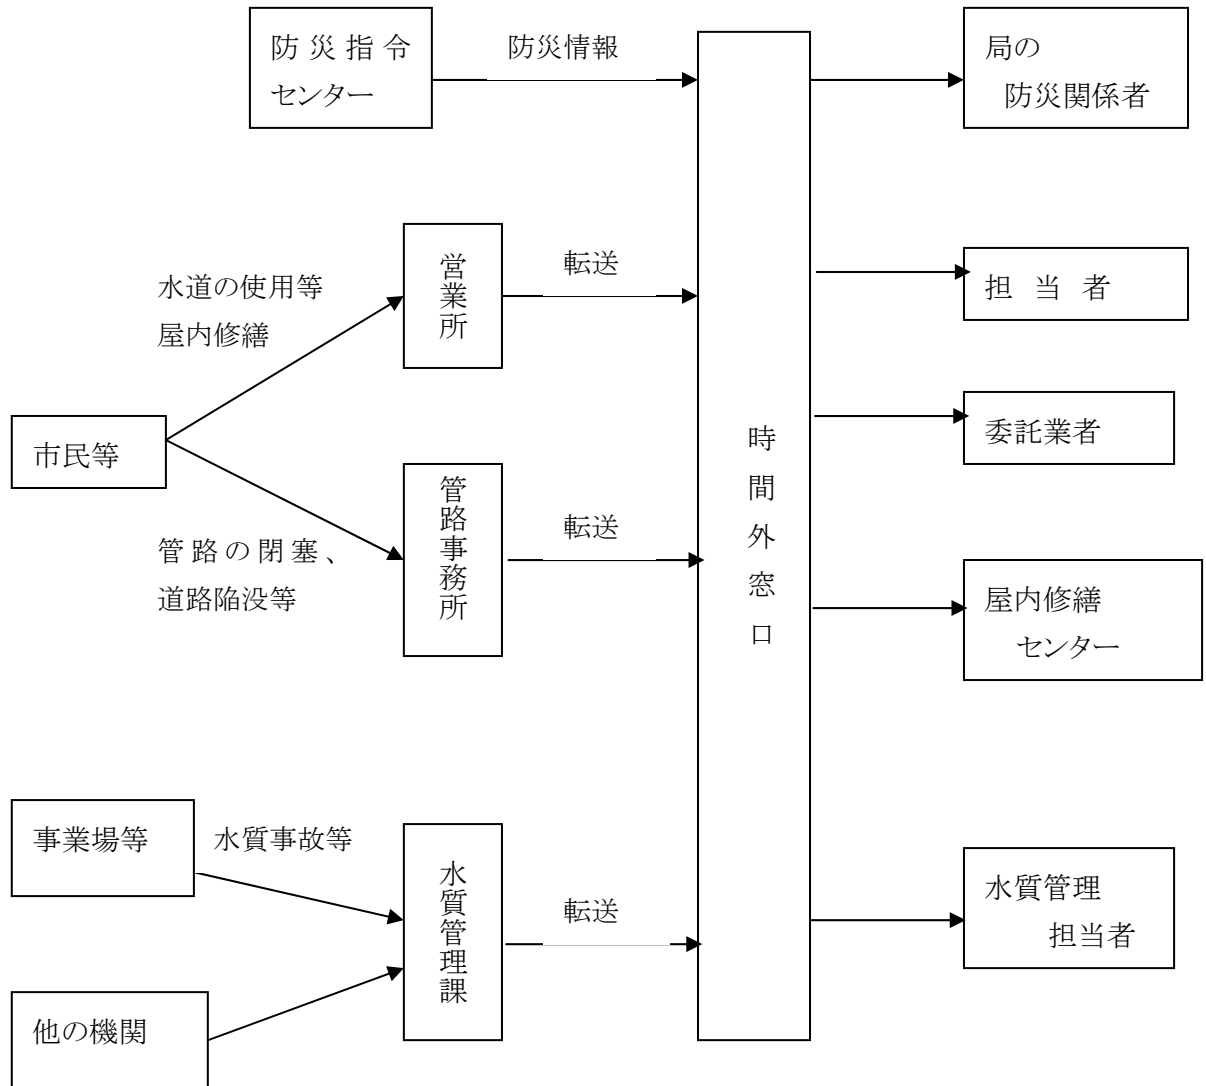 防災指令
センター
防災情報
局の
防災関係者
営業所
転送
水道の使用等
屋内修繕
担当者
市民等
委託業者
時間外窓口
管路事務所
転送
管路の閉塞、
道路陥没等
屋内修繕
センター
事業場等
水質事故等
水質管理課
転送
水質管理
担当者
他の機関